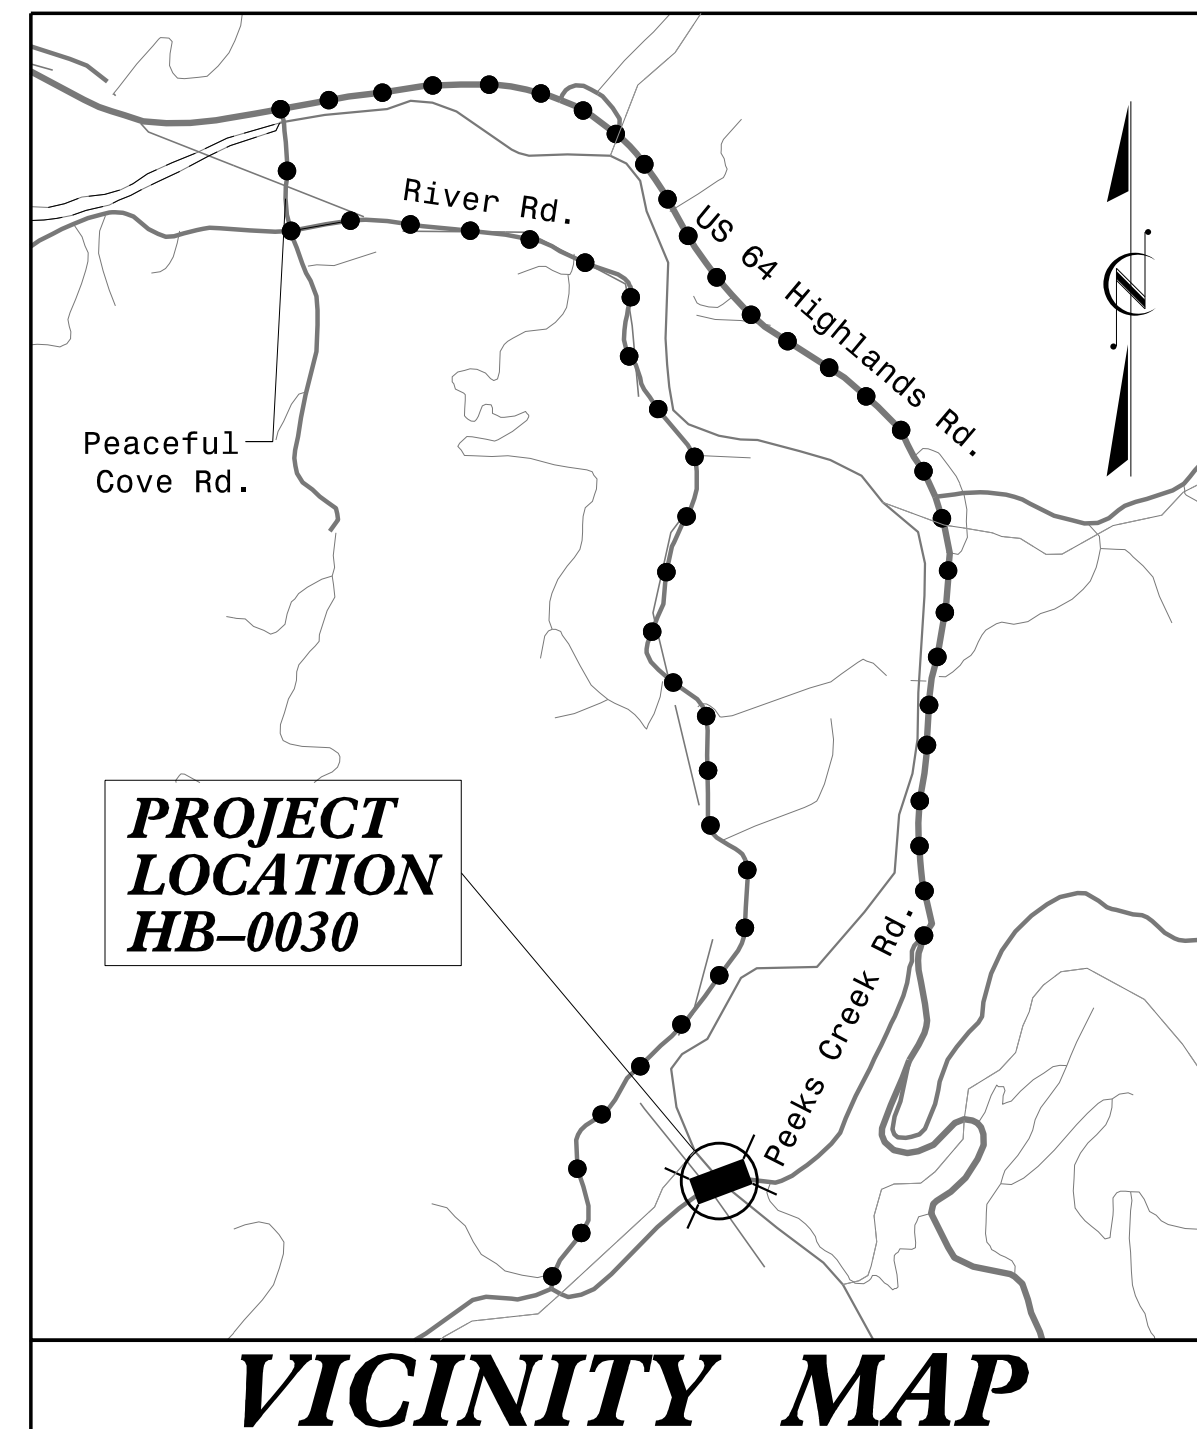 River Rd.
US 64 Highlands Rd.
Peaceful
Cove Rd.
PROJECT
LOCATION
HB–0030
Peeks Creek Rd.
N
VICINITY MAP